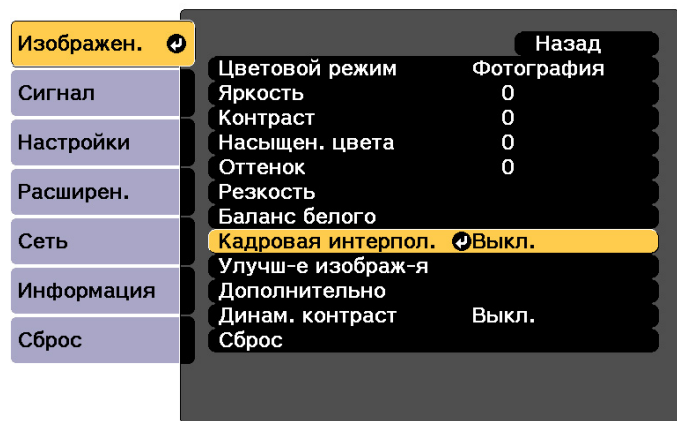 Изображен.
Сигнал
Настройки
Расширен.
Сеть
Информация
Сброс
Назад
Цветовой режим Фотография
Яркость 0
Контраст 0
Насыщен. цвета 0
Оттенок 0
Резкость
Баланс белого
Кадровая интерпол. Выкл.
Улучш-е изображ-я
Дополнительно
Динам. контраст Выкл.
Сброс